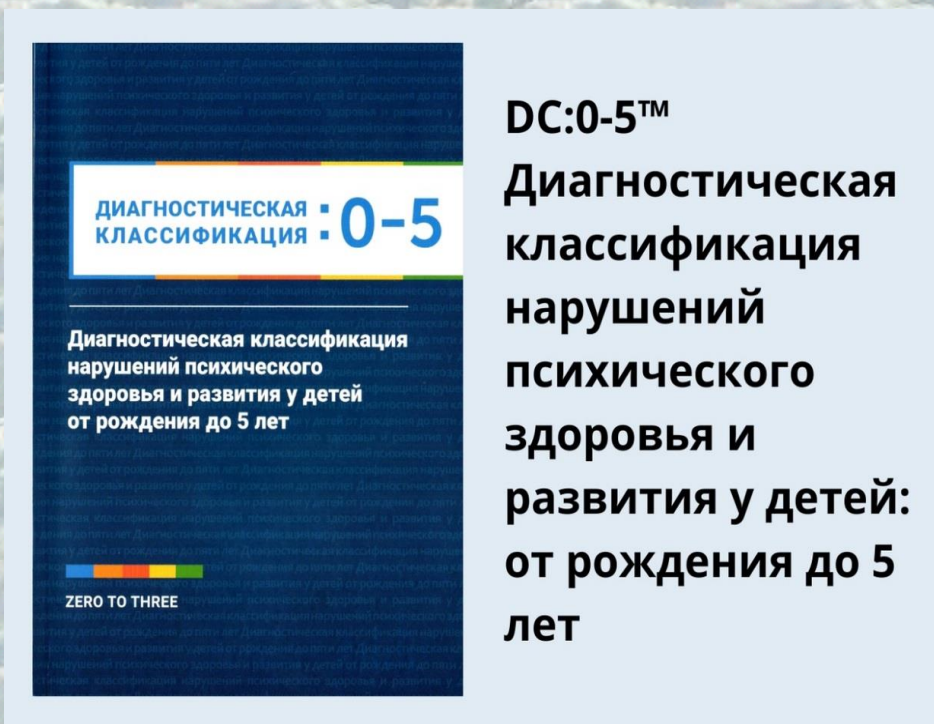 ДИАГНОСТИЧЕСКАЯ
КЛАССИФИКАЦИЯ
:0-5
Диагностическая классификация
нарушений психического
здоровья и развития у детей
от рождения до 5 лет
ZERO TO THREE
DC:0-5™
Диагностическая
классификация
нарушений
психического
здоровья и
развития у детей:
от рождения до 5
лет